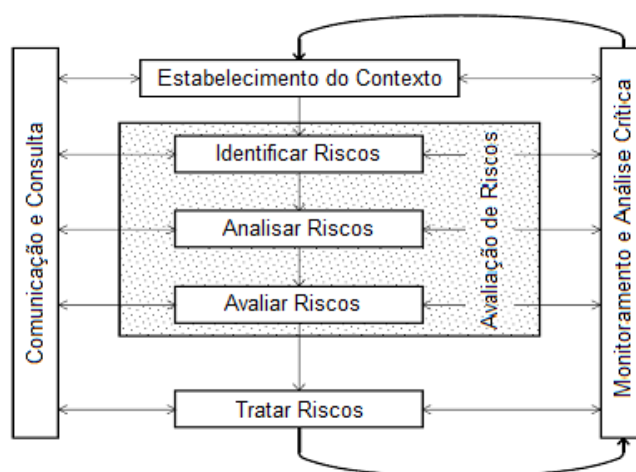 Estabelecimento do Contexto
Identificar Riscos
Analisar Riscos
Avaliar Riscos
Tratar Riscos
Comunicação e Consulta
Avaliação de Riscos
Monitoramento e Análise Crítica